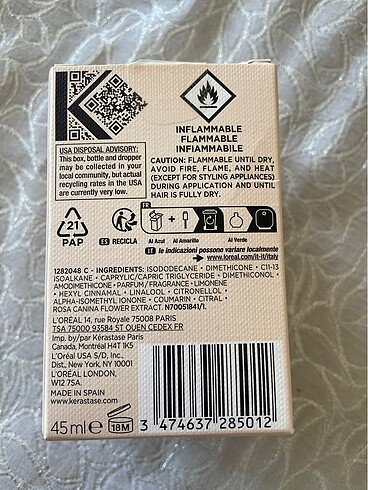 INFLAMMABLE
FLAMMABLE
INFIAMMABILE
USA DISPOSAL ADVISORY:
This box, bottle and dropper
may be collected in your
local community, but actual
recycling rates in the USA
are currently very low.
CAUTION: FLAMMABLE UNTIL DRY,
AVOID FIRE, FLAME, AND HEAT
(EXCEPT FOR STYLING APPLIANCES)
DURING APPLICATION AND UNTIL
HAIR IS FULLY DRY.
21
PAP
ES RECICLA
FR
+
Al Azul Al Amarillo Al Verde
IT le indicazioni possono variare localmente
www.loreal.com/it-it/italy
1282048 C - INGREDIENTS: ISODODECANE • DIMETHICONE • C11-13
ISOALKANE • CAPRYLIC/CAPRIC TRIGLYCERIDE • DIMETHICONOL •
AMODIMETHICONE • PARFUM / FRAGRANCE • LIMONENE
• HEXYL CINNAMAL • LINALOOL • CITRONELLOL •
ALPHA-ISOMETHYL IONONE • COUMARIN • CITRAL •
ROSA CANINA FLOWER EXTRACT. N70051841/1.
L'ORÉAL 14, rue Royale 75008 PARIS
TSA 75000 93584 ST OUEN CEDEX FR
Imp. by/par Kérastase Paris
Canada, Montréal H4T 1K5
L'Oréal USA S/D, Inc.,
Dist., New York, NY 10001
L'ORÉAL LONDON,
W12 7SA.
MADE IN SPAIN
www.kerastase.com
45 ml e 18M
3 474637 285012